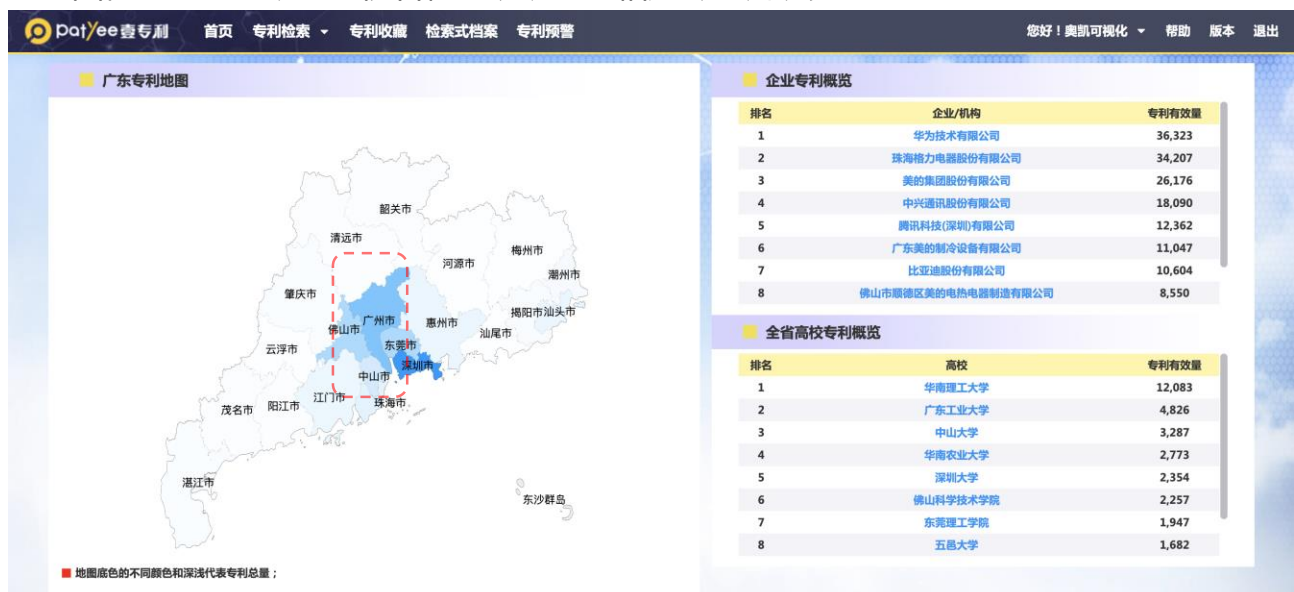 patyee壹专利 首页 专利检索 专利收藏 检索式档案 专利预警 您好！奥凯可视化 帮助 版本 退出
广东专利地图
韶关市
清远市
梅州市
河源市
潮州市
肇庆市
揭阳市 汕头市
广州市
惠州市
佛山市
汕尾市
东莞市
云浮市
深圳市
中山市
江门市
珠海市
阳江市
茂名市
湛江市
东沙群岛
地图底色的不同颜色和深浅代表专利总量；
企业专利概览
排名 企业/机构 专利有效量
1 华为技术有限公司 36,323
2 珠海格力电器股份有限公司 34,207
3 美的集团股份有限公司 26,176
4 中兴通讯股份有限公司 18,090
5 腾讯科技(深圳)有限公司 12,362
6 广东美的制冷设备有限公司 11,047
7 比亚迪股份有限公司 10,604
8 佛山市顺德区美的电热电器制造有限公司 8,550
全省高校专利概览
排名 高校 专利有效量
1 华南理工大学 12,083
2 广东工业大学 4,826
3 中山大学 3,287
4 华南农业大学 2,773
5 深圳大学 2,354
6 佛山科学技术学院 2,257
7 东莞理工学院 1,947
8 五邑大学 1,682